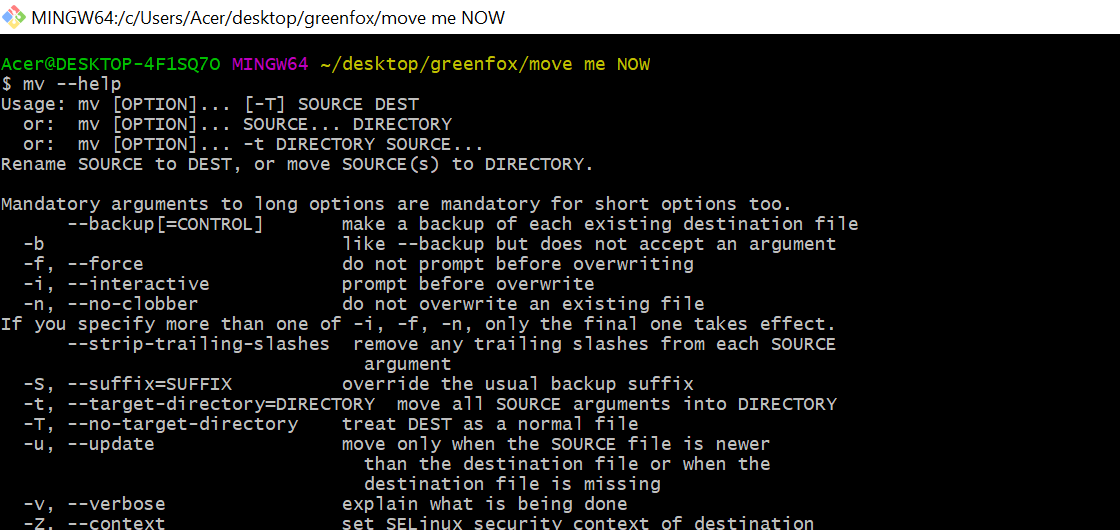 MINGW64:/c/Users/Acer/desktop/greenfox/move me NOW
Acer@DESKTOP-4F1SQ7O MINGW64 ~/desktop/greenfox/move me NOW
$ mv --help
Usage: mv [OPTION]... [-T] SOURCE DEST
  or:  mv [OPTION]... SOURCE... DIRECTORY
  or:  mv [OPTION]... -t DIRECTORY SOURCE...
Rename SOURCE to DEST, or move SOURCE(s) to DIRECTORY.

Mandatory arguments to long options are mandatory for short options too.
      --backup[=CONTROL]       make a backup of each existing destination file
  -b                           like --backup but does not accept an argument
  -f, --force                  do not prompt before overwriting
  -i, --interactive            prompt before overwrite
  -n, --no-clobber             do not overwrite an existing file
If you specify more than one of -i, -f, -n, only the final one takes effect.
      --strip-trailing-slashes  remove any trailing slashes from each SOURCE
                                 argument
  -S, --suffix=SUFFIX          override the usual backup suffix
  -t, --target-directory=DIRECTORY  move all SOURCE arguments into DIRECTORY
  -T, --no-target-directory    treat DEST as a normal file
  -u, --update                 move only when the SOURCE file is newer
                                 than the destination file or when the
                                 destination file is missing
  -v, --verbose                explain what is being done
  -Z, --context                set SELinux security context of destination